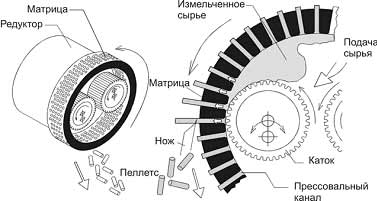 Матрица
Редуктор
Измельченное
сырье
Подача
сырья
Матрица
Нож
Пеллетс
Каток
Прессовальный
канал